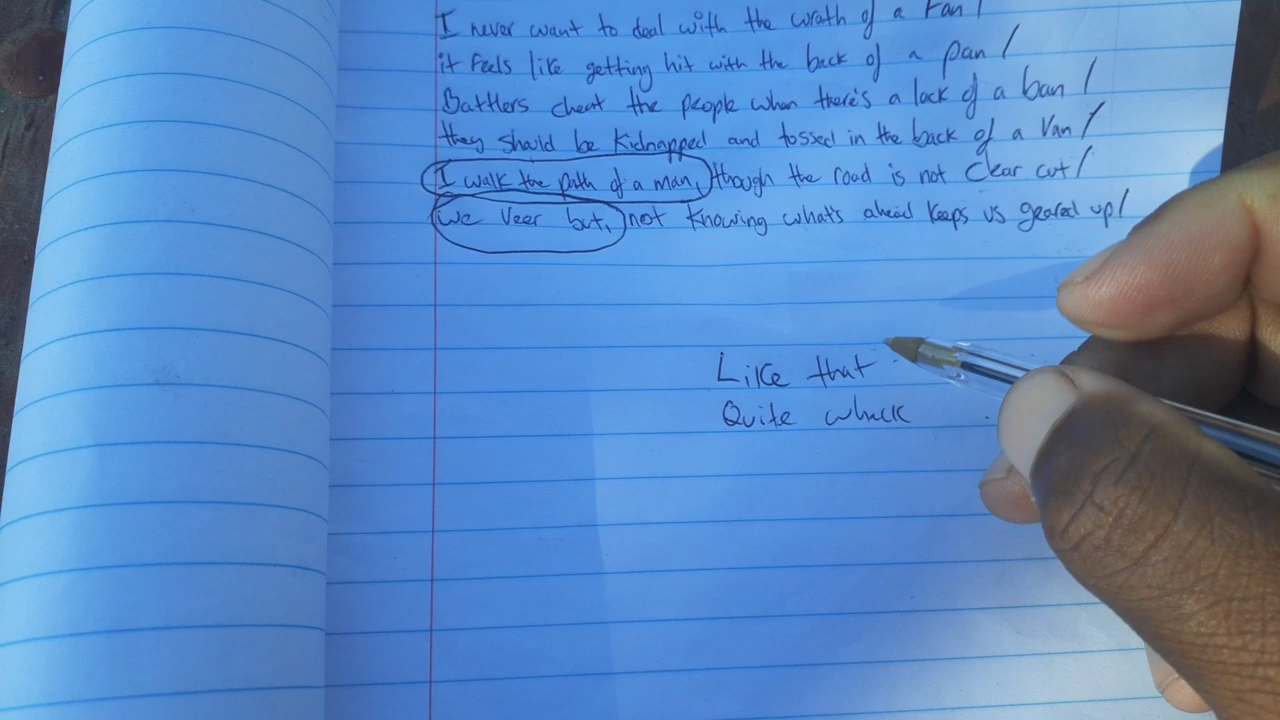 I never want to deal with the wrath of a Fan/
it feels like getting hit with the back of a pan/
Battlers cheat the people when there's a lack of a ban/
they should be kidnapped and tossed in the back of a Van/
I walk the path of a man, though the road is not clear cut/
we veer but, not knowing what's ahead keeps us geared up/
Like that
Quite whack